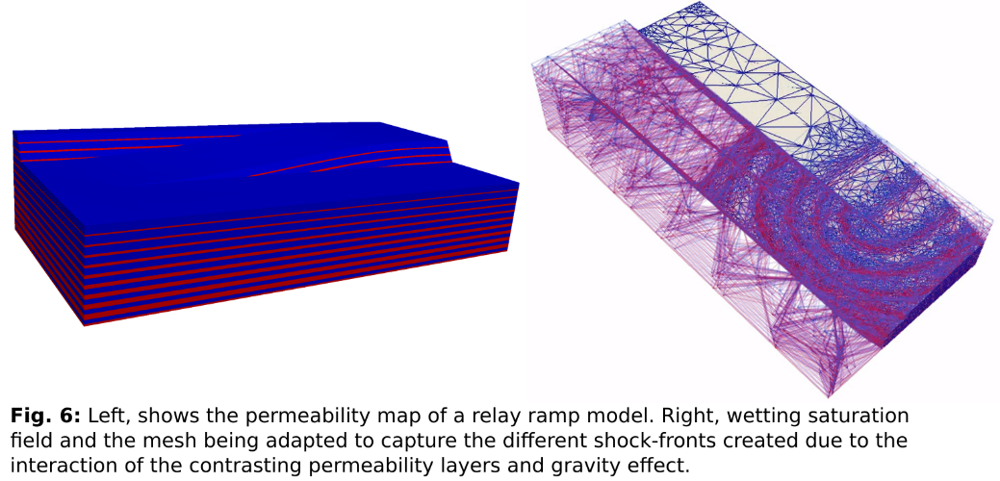 Fig. 6: Left, shows the permeability map of a relay ramp model. Right, wetting saturation
field and the mesh being adapted to capture the different shock-fronts created due to the
interaction of the contrasting permeability layers and gravity effect.